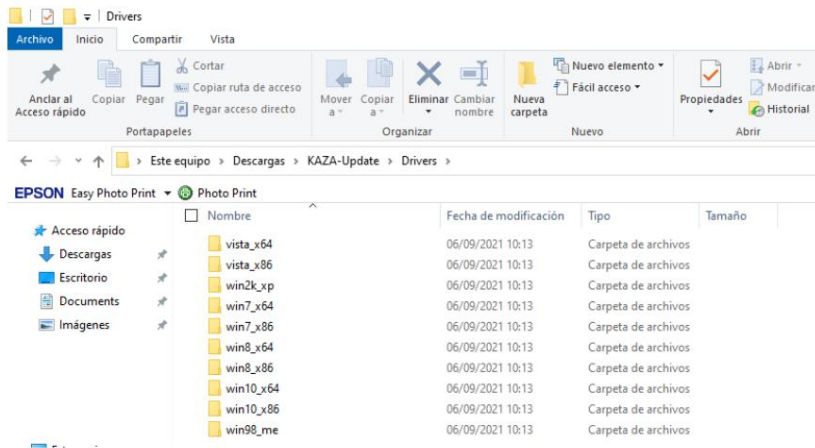 Drivers
Archivo Inicio Compartir Vista
Anclar al Acceso rápido
Copiar
Pegar
Cortar
Copiar ruta de acceso
Pegar acceso directo
Portapapeles
Mover a
Copiar a
Eliminar
Cambiar nombre
Organizar
Nueva carpeta
Nuevo elemento
Fácil acceso
Nuevo
Propiedades
Abrir
Modificar
Historial
Abrir
Este equipo > Descargas > KAZA-Update > Drivers >
EPSON Easy Photo Print Photo Print
Nombre Fecha de modificación Tipo Tamaño
Acceso rápido
Descargas
Escritorio
Documents
Imágenes
vista_x64 06/09/2021 10:13 Carpeta de archivos
vista_x86 06/09/2021 10:13 Carpeta de archivos
win2k_xp 06/09/2021 10:13 Carpeta de archivos
win7_x64 06/09/2021 10:13 Carpeta de archivos
win7_x86 06/09/2021 10:13 Carpeta de archivos
win8_x64 06/09/2021 10:13 Carpeta de archivos
win8_x86 06/09/2021 10:13 Carpeta de archivos
win10_x64 06/09/2021 10:13 Carpeta de archivos
win10_x86 06/09/2021 10:13 Carpeta de archivos
win98_me 06/09/2021 10:13 Carpeta de archivos